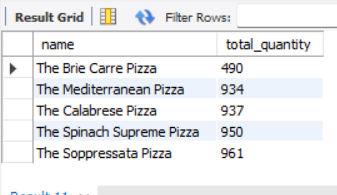 Result Grid Filter Rows:
name total_quantity
The Brie Carre Pizza 490
The Mediterranean Pizza 934
The Calabrese Pizza 937
The Spinach Supreme Pizza 950
The Soppressata Pizza 961